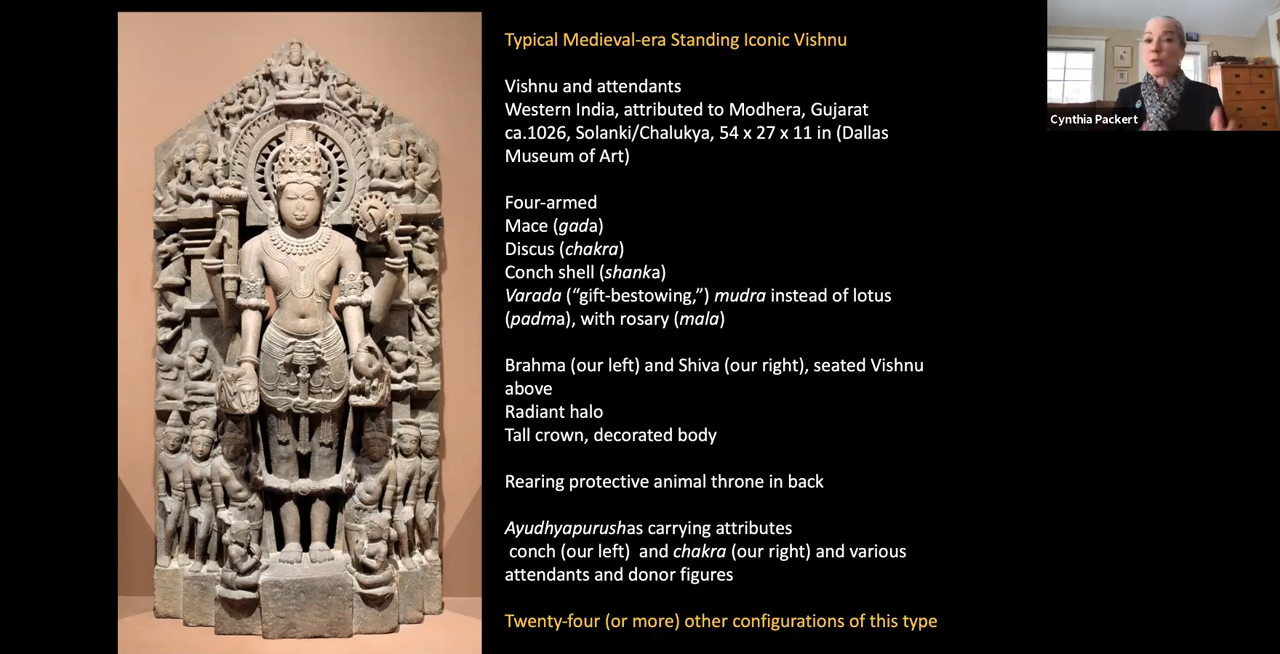 Typical Medieval-era Standing Iconic Vishnu
Vishnu and attendants
Western India, attributed to Modhera, Gujarat
ca.1026, Solanki/Chalukya, 54 x 27 x 11 in (Dallas
Museum of Art)
Four-armed
Mace (gada)
Discus (chakra)
Conch shell (shanka)
Varada (“gift-bestowing,”) mudra instead of lotus
(padma), with rosary (mala)
Brahma (our left) and Shiva (our right), seated Vishnu
above
Radiant halo
Tall crown, decorated body
Rearing protective animal throne in back
Ayudhyapurushas carrying attributes
conch (our left) and chakra (our right) and various
attendants and donor figures
Twenty-four (or more) other configurations of this type
Cynthia Packert